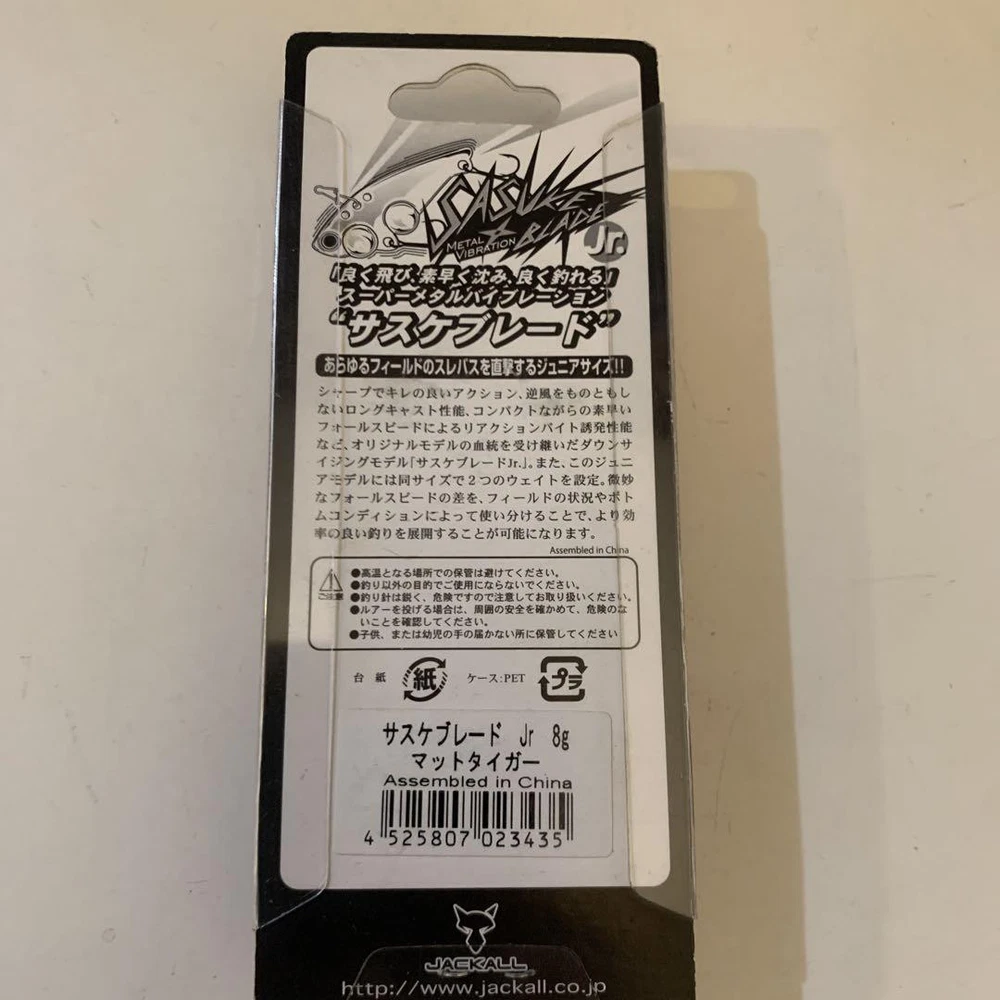 SASUKE
BLADE
METAL
VIBRATION
Jr.
「良く飛び、素早く沈み、良く釣れる」
スーパーメタルバイブレーション
“サスケブレード”
あらゆるフィールドのスレバスを直撃するジュニアサイズ!!
シャープでキレの良いアクション、逆風をものともし
ないロングキャスト性能、コンパクトながらの素早い
フォールスピードによるリアクションバイト誘発性能
など、オリジナルモデルの血統を受け継いだダウンサ
イジングモデル「サスケブレードJr.」。また、このジュニ
アモデルには同サイズで2つのウェイトを設定。微妙
なフォールスピードの差を、フィールドの状況やボト
ムコンディションによって使い分けることで、より効
率の良い釣りを展開することが可能になります。
Assembled in China
ご注意
●高温となる場所での保管は避けてください。
●釣り以外の目的でご使用にならないでください。
●釣り針は鋭く、危険ですので注意してお取り扱いください。
●ルアーを投げる場合は、周囲の安全を確かめて、危険のな
いことを確認してください。
●子供、または幼児の手の届かない所に保管してください
台紙 紙 ケース:PET プラ
サスケブレード Jr 8g
マットタイガー
Assembled in China
4 525807 023435
JACKALL
http://www.jackall.co.jp